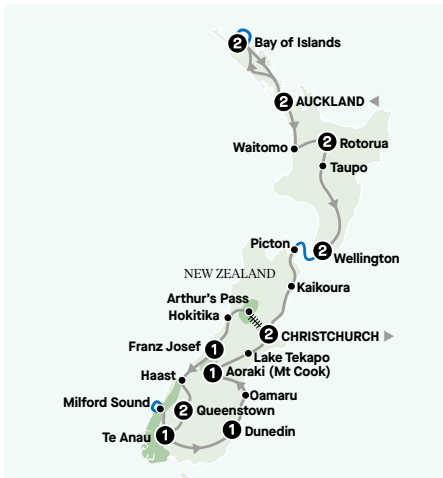 2 Bay of Islands
2 AUCKLAND
Waitomo
2 Rotorua
Taupo
Picton
2 Wellington
NEW ZEALAND
Kaikoura
Arthur's Pass
Hokitika
2 CHRISTCHURCH
Franz Josef 1
Lake Tekapo
1 Aoraki (Mt Cook)
Haast
Oamaru
Milford Sound
2 Queenstown
Te Anau 1
1 Dunedin